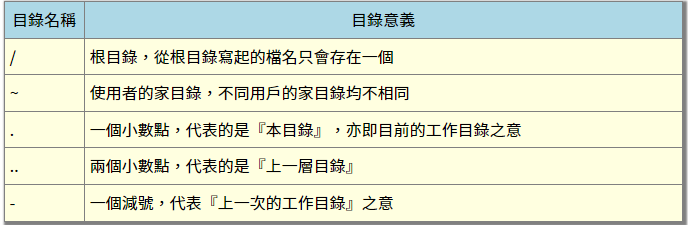 目錄名稱 目錄意義
/ 根目錄，從根目錄寫起的檔名只會存在一個
~ 使用者的家目錄，不同用戶的家目錄均不相同
. 一個小數點，代表的是『本目錄』，亦即目前的工作目錄之意
.. 兩個小數點，代表的是『上一層目錄』
- 一個減號，代表『上一次的工作目錄』之意